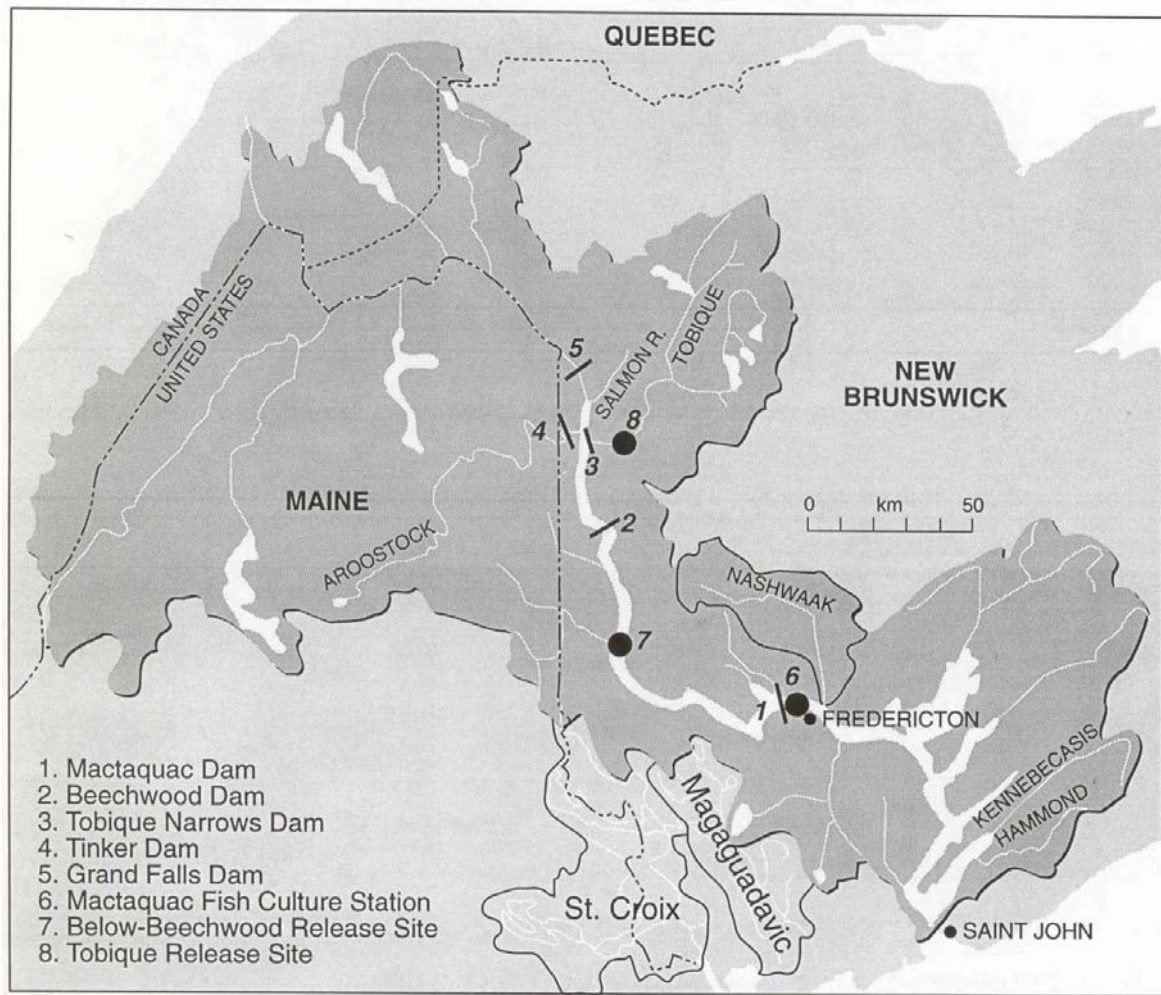 QUEBEC
CANADA
UNITED STATES
5
SALMON R.
TOBIQUE
NEW
BRUNSWICK
4
8
3
MAINE
0 km 50
2
AROOSTOCK
NASHWAAK
7
6
1
FREDERICTON
KENNEBECASIS
HAMMOND
Magaguadavic
St. Croix
SAINT JOHN
1. Mactaquac Dam
2. Beechwood Dam
3. Tobique Narrows Dam
4. Tinker Dam
5. Grand Falls Dam
6. Mactaquac Fish Culture Station
7. Below-Beechwood Release Site
8. Tobique Release Site